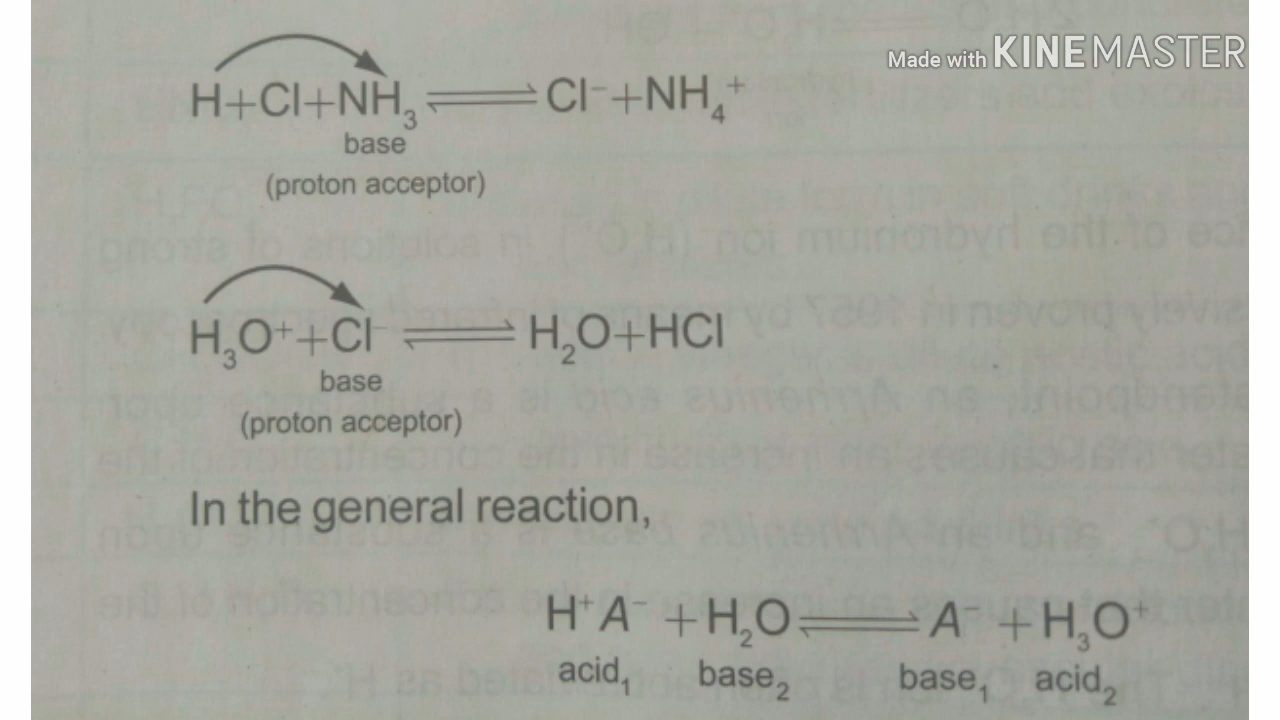 Made with KINEMASTER
H+Cl+NH₃ ⇌ Cl⁻+NH₄⁺
base
(proton acceptor)
H₃O⁺+Cl⁻ ⇌ H₂O+HCl
base
(proton acceptor)
In the general reaction,
H⁺A⁻ + H₂O ⇌ A⁻ + H₃O⁺
acid₁ base₂ base₁ acid₂